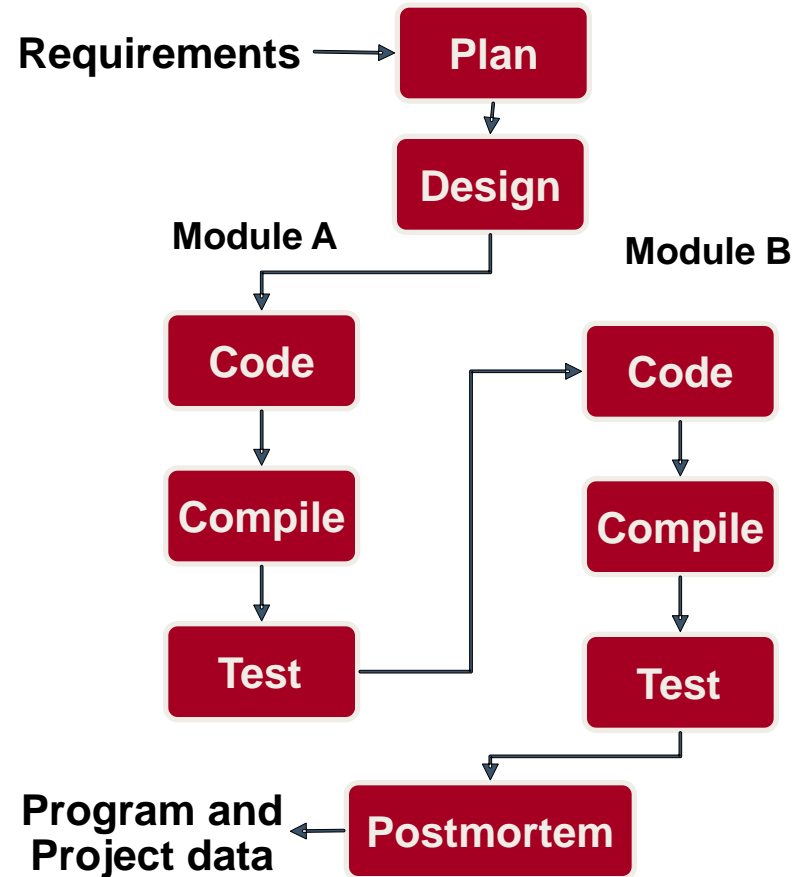 Requirements
Plan
Design
Module A
Module B
Code
Code
Compile
Compile
Test
Test
Program and
Project data
Postmortem